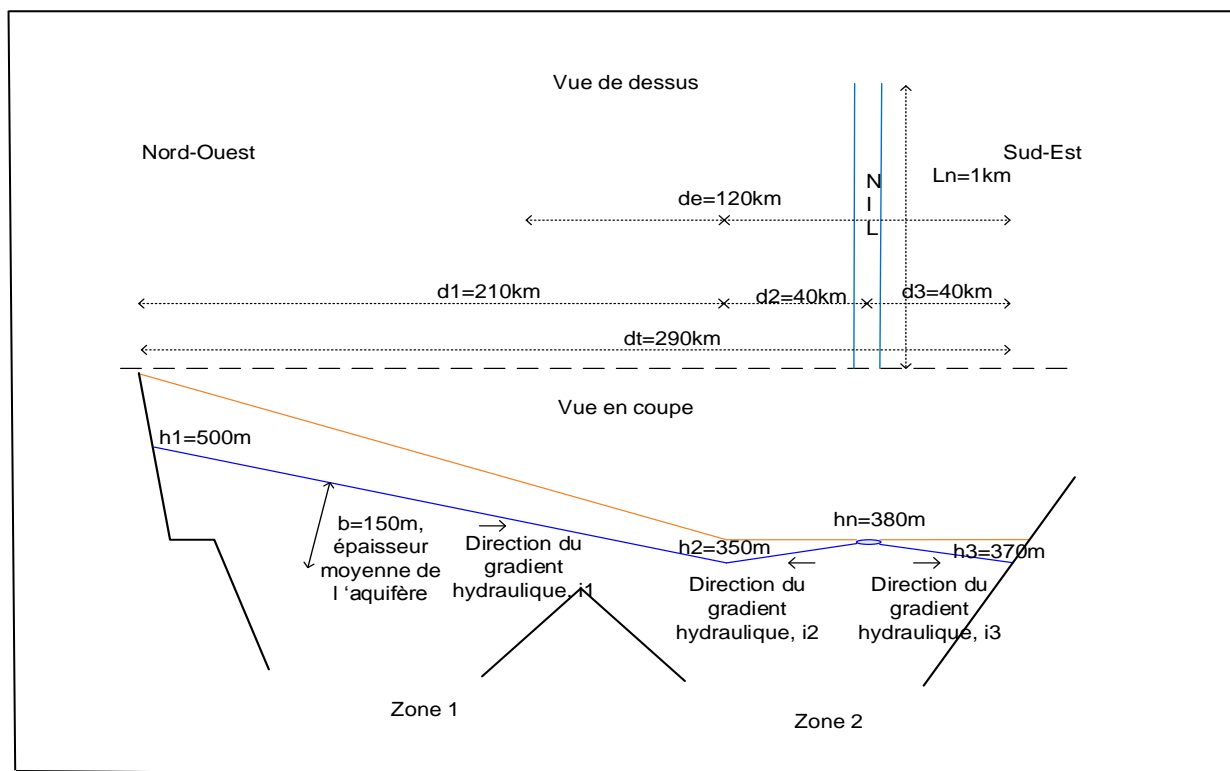 Vue de dessus
Nord-Ouest
Sud-Est
Ln=1km
N
I
L
de=120km
d1=210km
d2=40km
d3=40km
dt=290km
Vue en coupe
h1=500m
b=150m,
épaisseur
moyenne de
l ‘aquifère
Direction du
gradient
hydraulique, i1
h2=350m
hn=380m
h3=370m
Direction du
gradient
hydraulique, i2
Direction du
gradient
hydraulique, i3
Zone 1
Zone 2